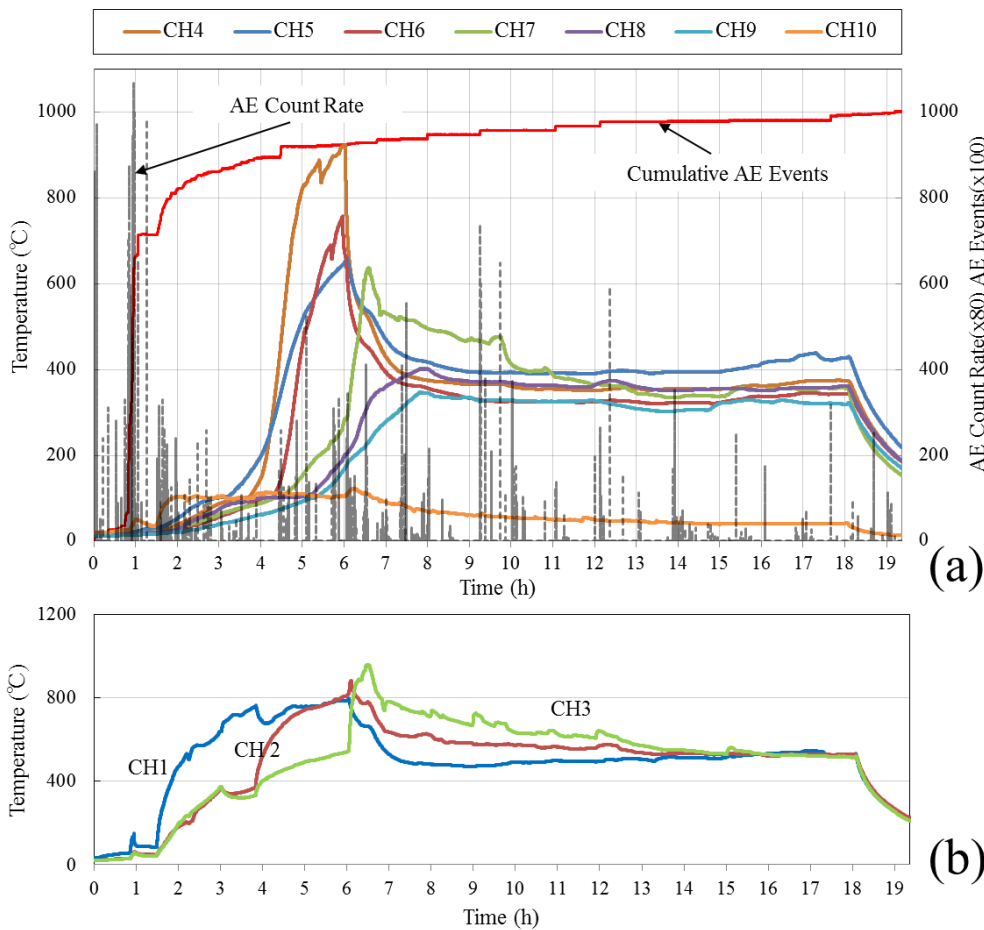 CH4 CH5 CH6 CH7 CH8 CH9 CH10
AE Count Rate
Cumulative AE Events
Temperature (℃)
1000
800
600
400
200
0
1000
800
600
400
200
0
AE Count Rate(x80) AE Events(x100)
0 1 2 3 4 5 6 7 8 9 10 11 12 13 14 15 16 17 18 19
Time (h)
(a)
Temperature (℃)
1200
800
400
0
CH1
CH 2
CH3
0 1 2 3 4 5 6 7 8 9 10 11 12 13 14 15 16 17 18 19
Time (h)
(b)